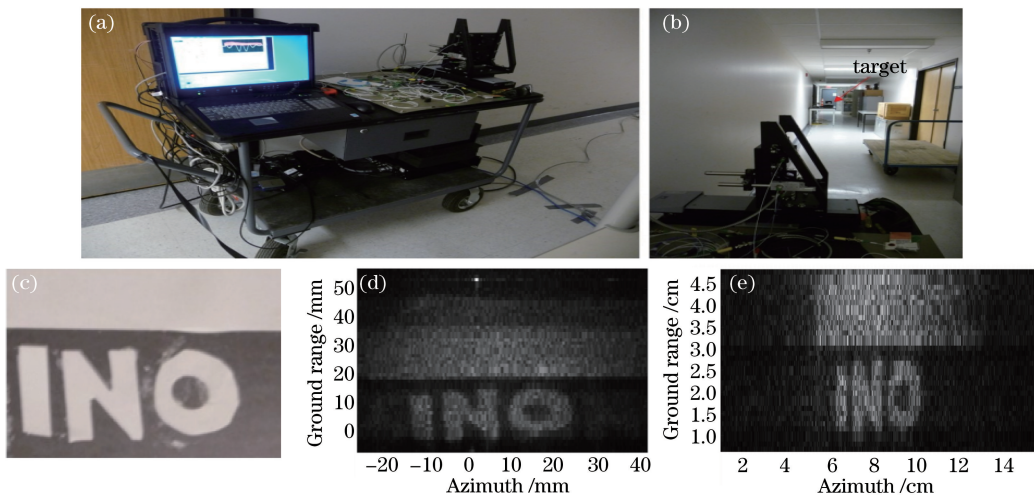 (a)
(b)
target
(c)
INO
(d)
Ground range /mm
50
40
30
20
10
0
INO
−20 −10 0 10 20 30 40
Azimuth /mm
(e)
Ground range /cm
4.5
4.0
3.5
3.0
2.5
2.0
1.5
1.0
INO
2 4 6 8 10 12 14
Azimuth /cm